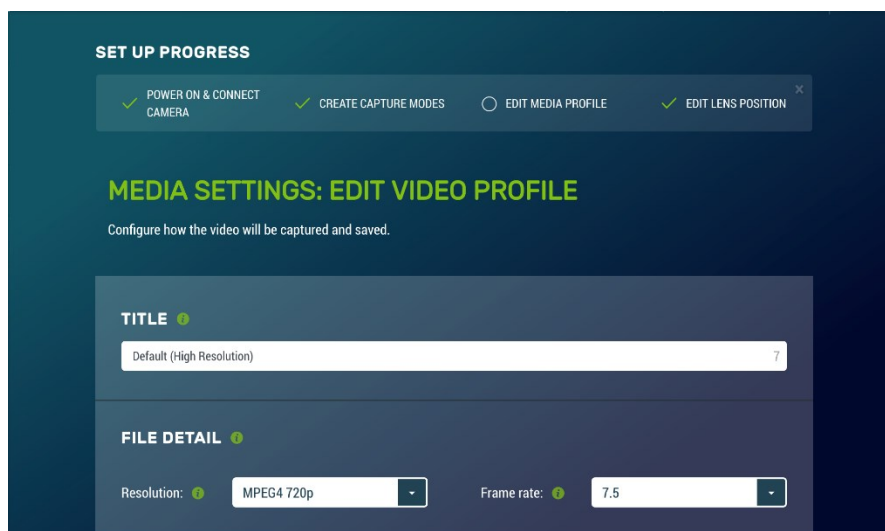 SET UP PROGRESS
POWER ON & CONNECT
CAMERA
CREATE CAPTURE MODES
EDIT MEDIA PROFILE
EDIT LENS POSITION
x
MEDIA SETTINGS: EDIT VIDEO PROFILE
Configure how the video will be captured and saved.
TITLE i
Default (High Resolution) 7
FILE DETAIL i
Resolution: i MPEG4 720p Frame rate: i 7.5